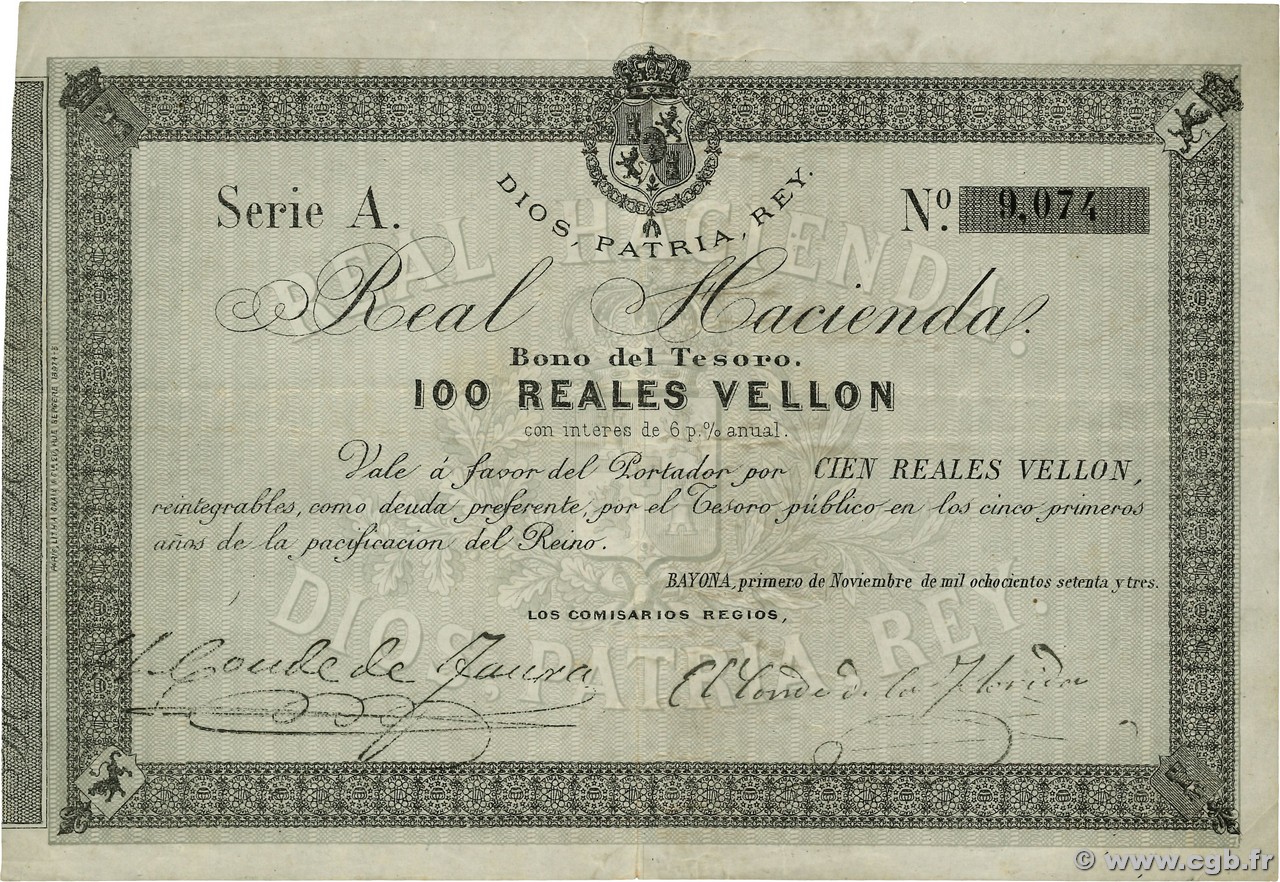 Serie A.
DIOS, PATRIA, REY.
Nº. 9,074
REAL HACIENDA.
Real Hacienda.
Bono del Tesoro.
100 REALES VELLON
con interes de 6 p.% anual.
Vale á favor del Portador por CIEN REALES VELLON,
reintegrables, como deuda preferente, por el Tesoro público en los cinco primeros
años de la pacificacion del Reino.
BAYONA, primero de Noviembre de mil ochocientos setenta y tres.
LOS COMISARIOS REGIOS,
DIOS, PATRIA REY.
Conde de
El Conde de la Florida
© www.cgb.fr